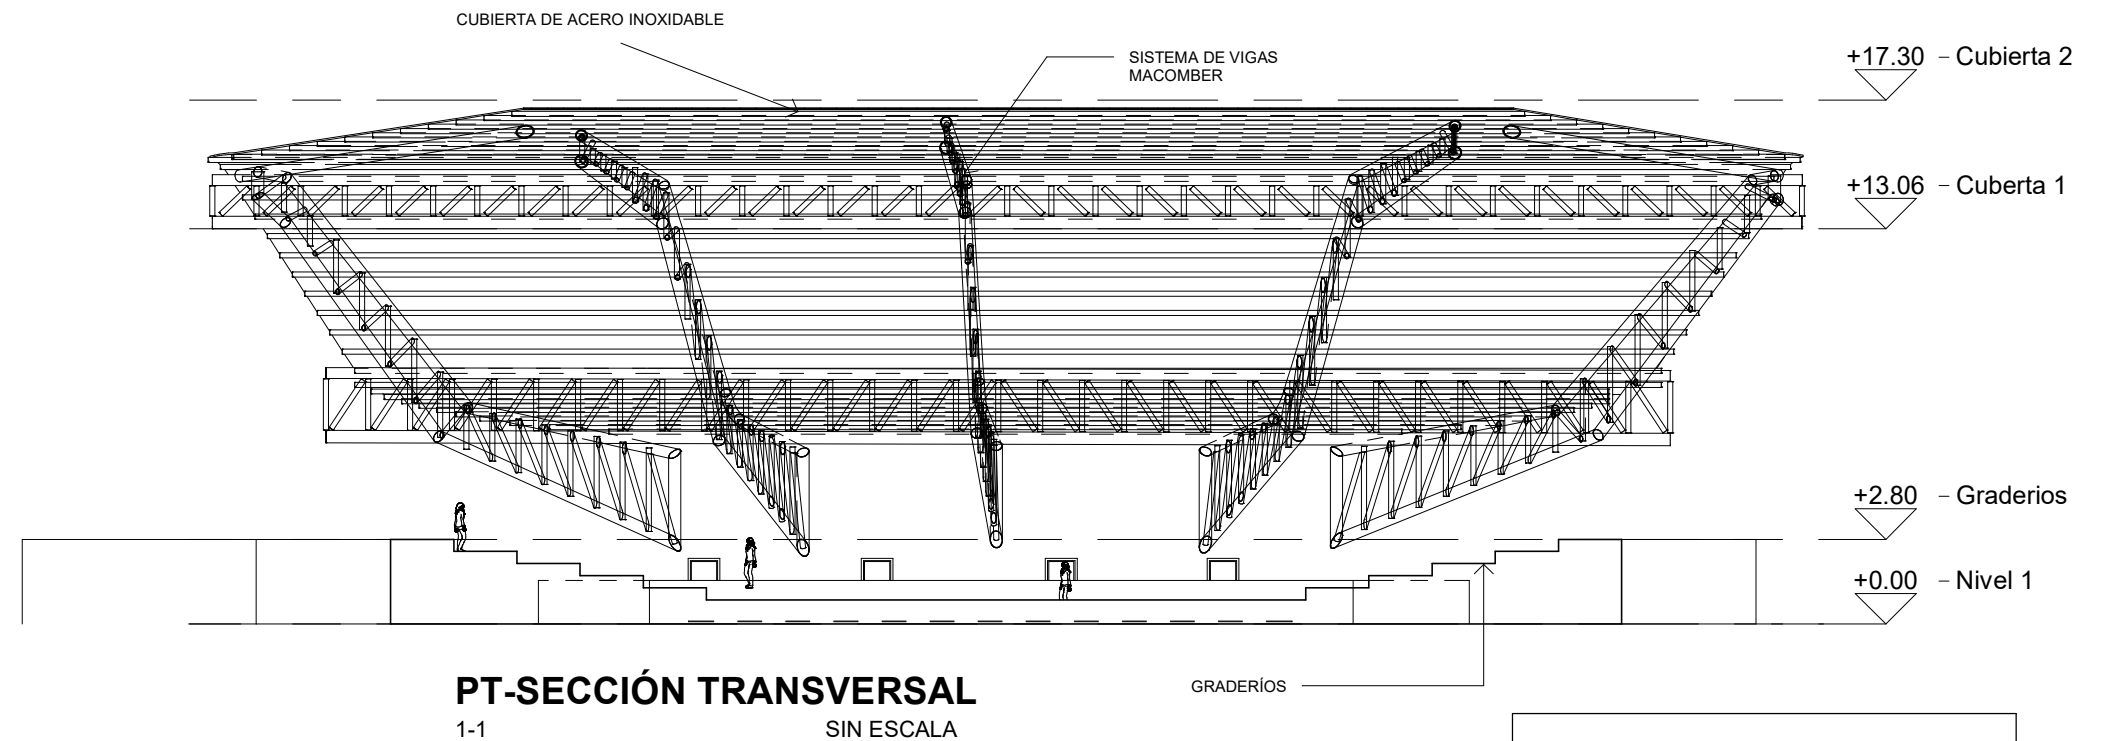 CUBIERTA DE ACERO INOXIDABLE
SISTEMA DE VIGAS
MACOMBER
+17.30 – Cubierta 2
+13.06 – Cuberta 1
+2.80 – Graderios
+0.00 – Nivel 1
GRADERÍOS
PT-SECCIÓN TRANSVERSAL
1-1 SIN ESCALA